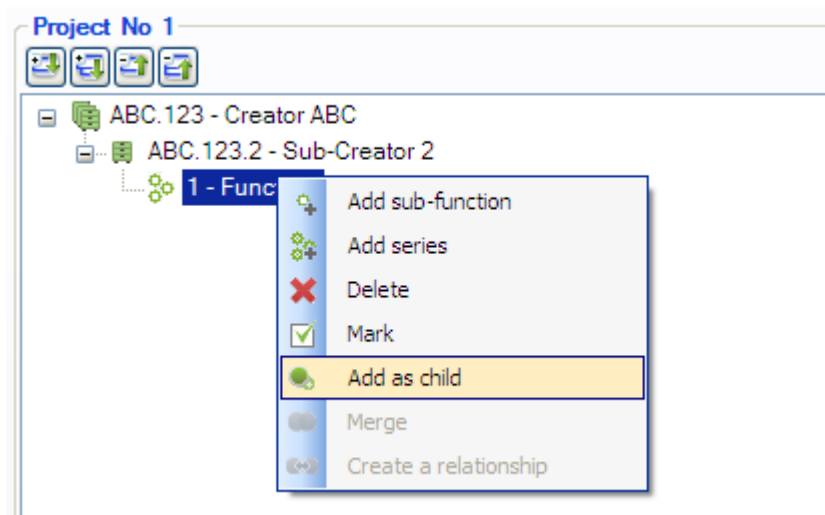 Project No 1
ABC.123 - Creator ABC
ABC.123.2 - Sub-Creator 2
1 - Func
Add sub-function
Add series
Delete
Mark
Add as child
Merge
Create a relationship